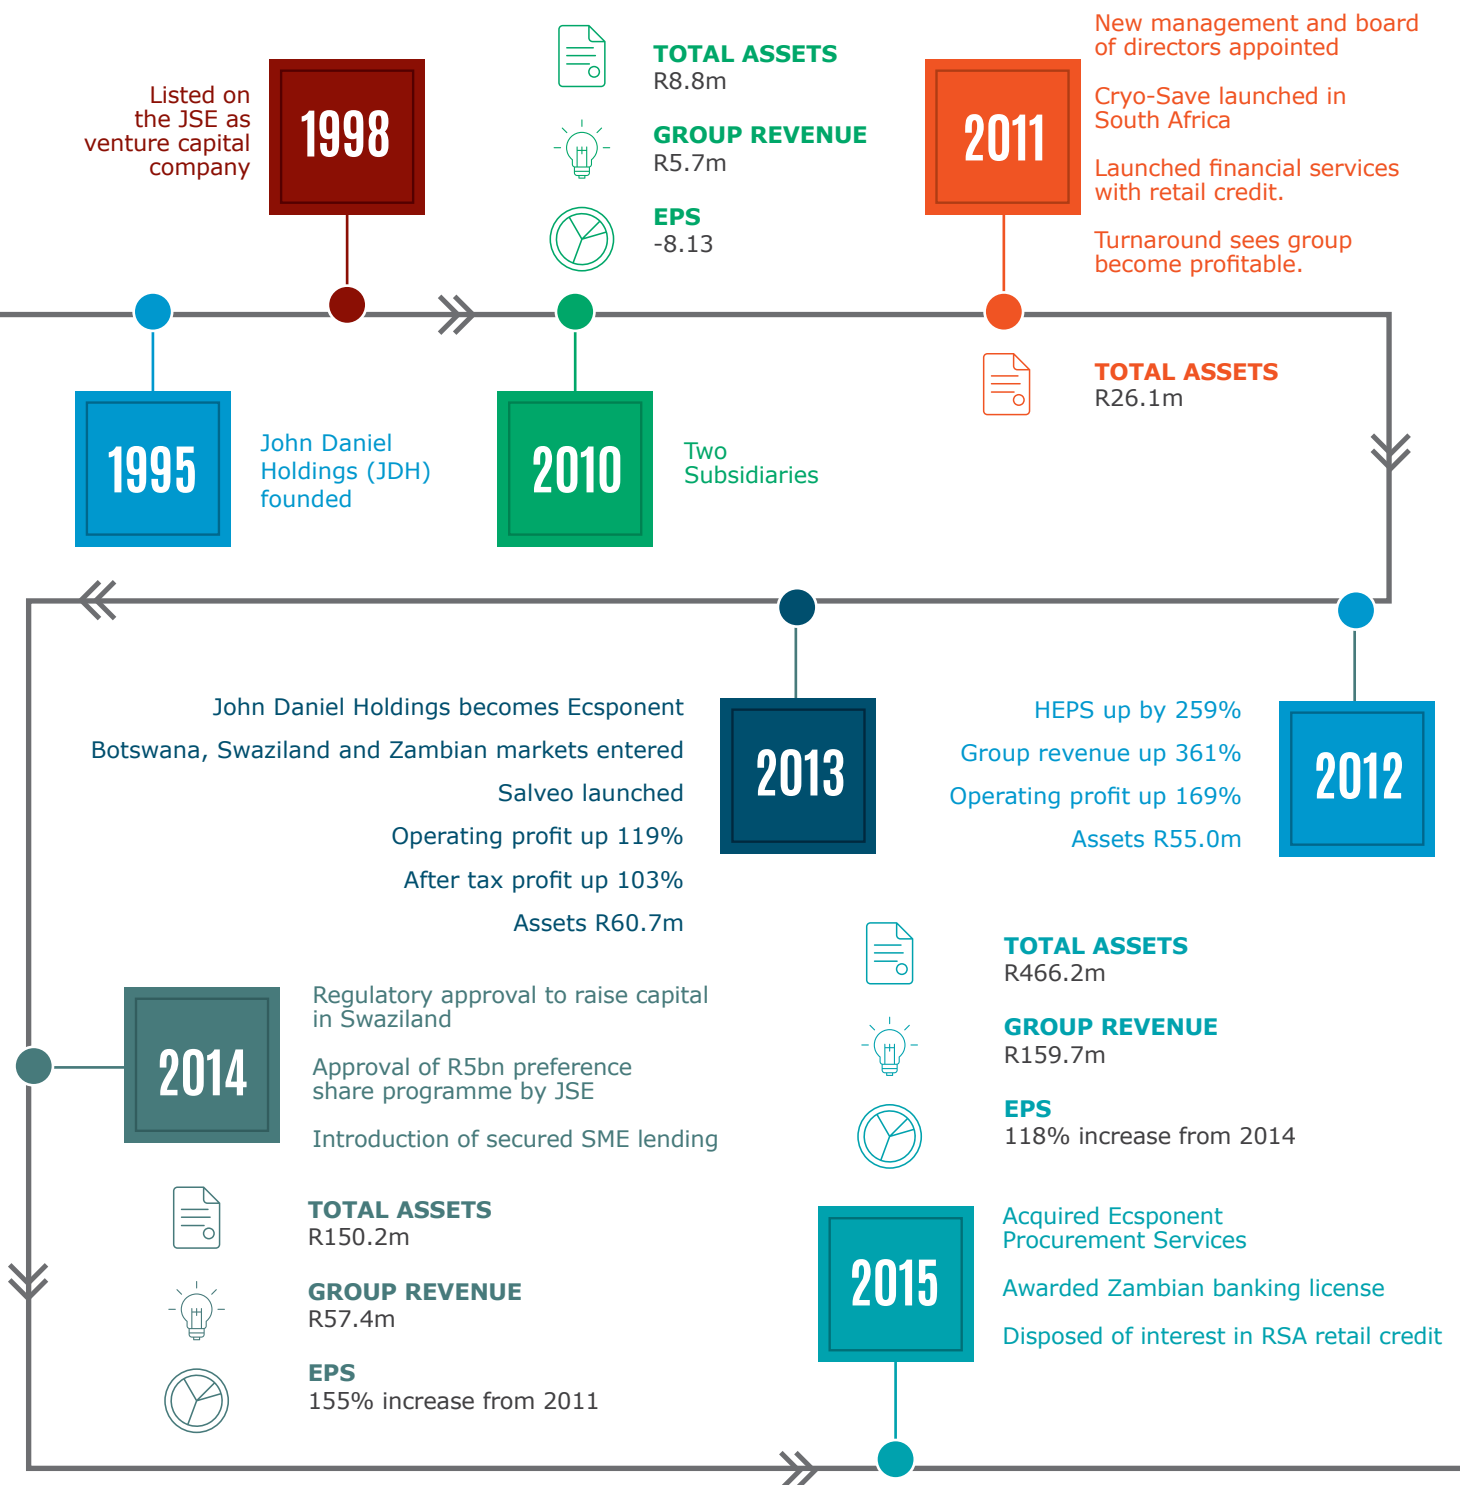 1995
John Daniel
Holdings (JDH)
founded
Listed on
the JSE as
venture capital
company
1998
TOTAL ASSETS
R8.8m
GROUP REVENUE
R5.7m
EPS
-8.13
2010
Two
Subsidiaries
2011
New management and board
of directors appointed
Cryo-Save launched in
South Africa
Launched financial services
with retail credit.
Turnaround sees group
become profitable.
TOTAL ASSETS
R26.1m
HEPS up by 259%
Group revenue up 361%
Operating profit up 169%
Assets R55.0m
2012
John Daniel Holdings becomes Ecsponent
Botswana, Swaziland and Zambian markets entered
Salveo launched
Operating profit up 119%
After tax profit up 103%
Assets R60.7m
2013
2014
Regulatory approval to raise capital
in Swaziland
Approval of R5bn preference
share programme by JSE
Introduction of secured SME lending
TOTAL ASSETS
R150.2m
GROUP REVENUE
R57.4m
EPS
155% increase from 2011
TOTAL ASSETS
R466.2m
GROUP REVENUE
R159.7m
EPS
118% increase from 2014
2015
Acquired Ecsponent
Procurement Services
Awarded Zambian banking license
Disposed of interest in RSA retail credit